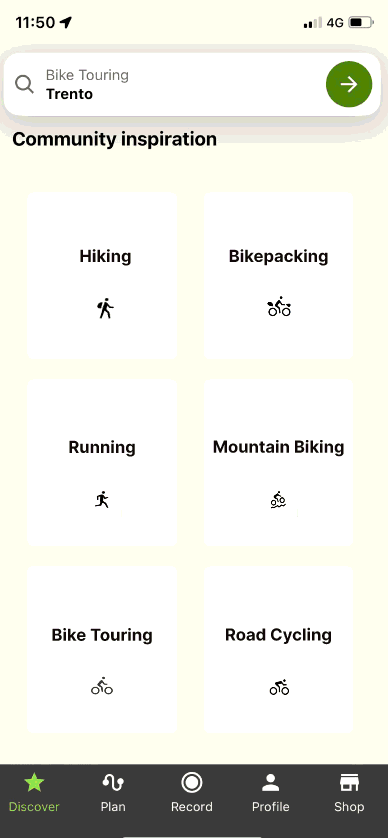 11:50
4G
Bike Touring
Trento
Community inspiration
Hiking
Bikepacking
Running
Mountain Biking
Bike Touring
Road Cycling
Discover
Plan
Record
Profile
Shop